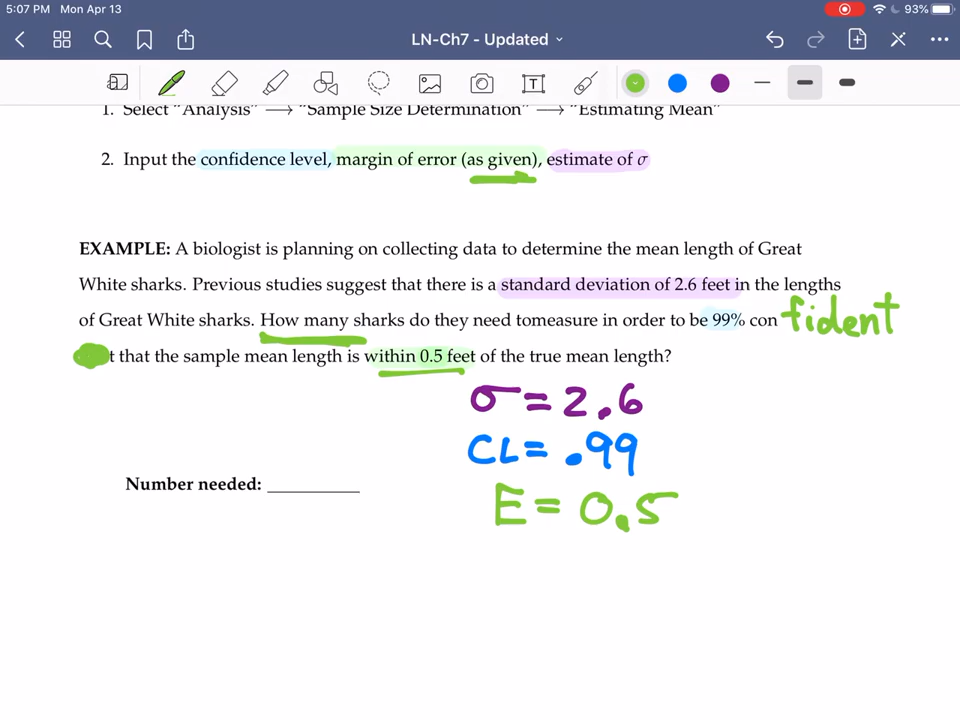 5:07 PM Mon Apr 13 93%
LN-Ch7 - Updated
T
1. Select "Analysis" → "Sample Size Determination" → "Estimating Mean"
2. Input the confidence level, margin of error (as given), estimate of σ
EXAMPLE: A biologist is planning on collecting data to determine the mean length of Great
White sharks. Previous studies suggest that there is a standard deviation of 2.6 feet in the lengths
of Great White sharks. How many sharks do they need tomeasure in order to be 99% con fident
t that the sample mean length is within 0.5 feet of the true mean length?
σ = 2.6
CL = .99
Number needed: __________
E = 0.5